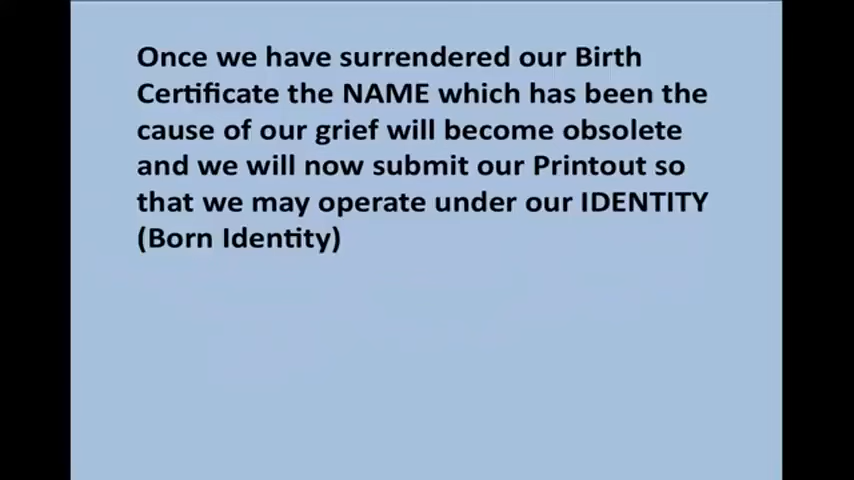 Once we have surrendered our Birth
Certificate the NAME which has been the
cause of our grief will become obsolete
and we will now submit our Printout so
that we may operate under our IDENTITY
(Born Identity)